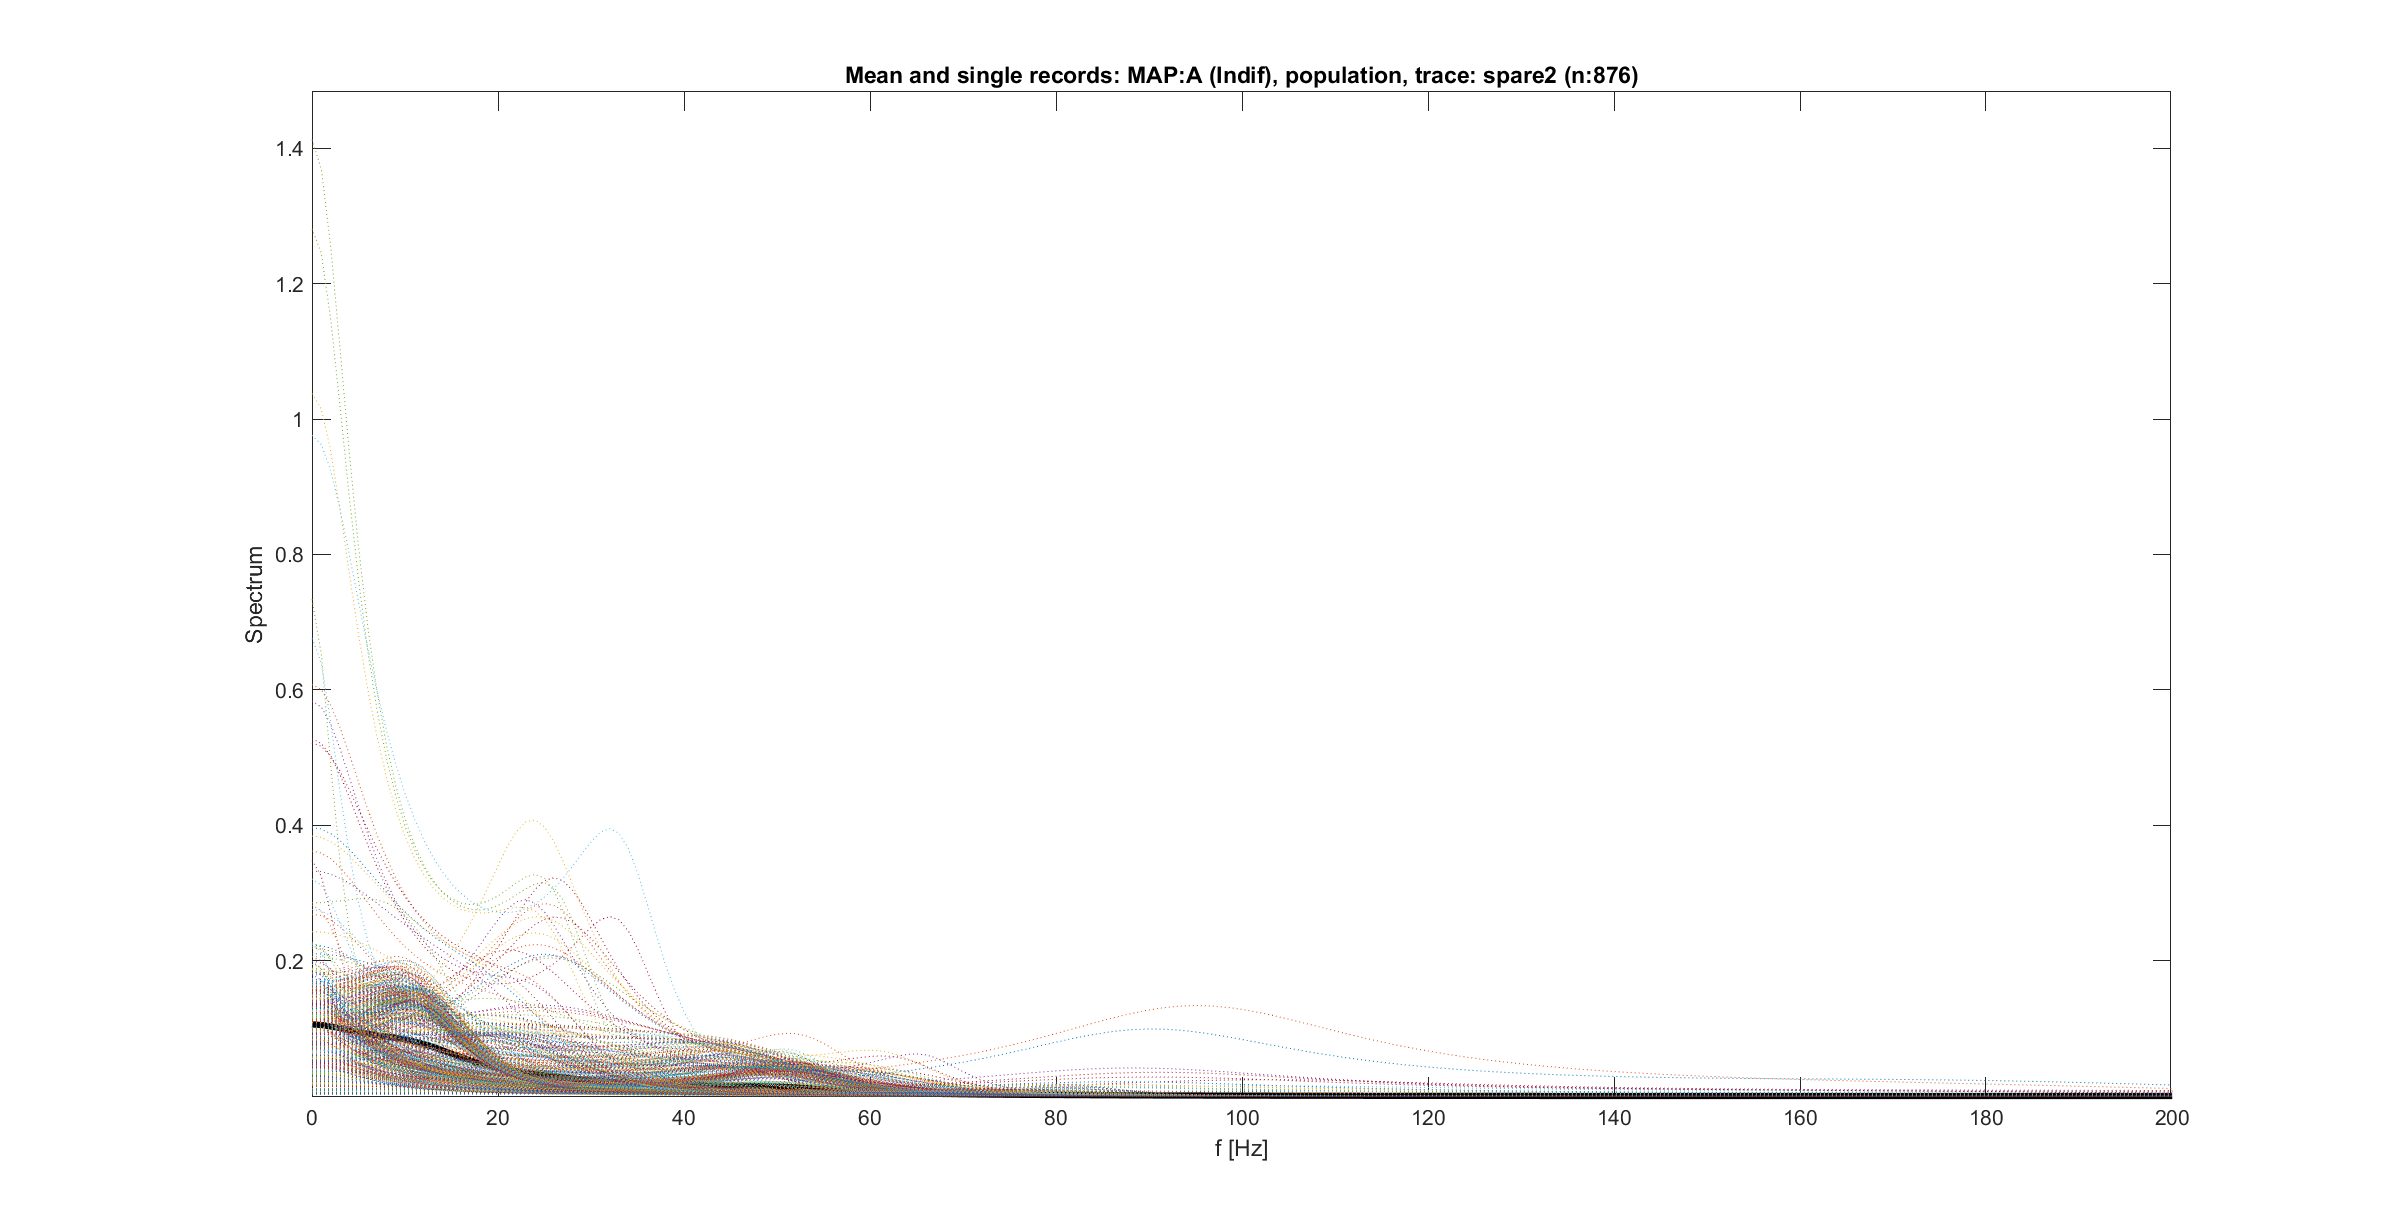 Mean and single records: MAP:A (Indif), population, trace: spare2 (n:876)
1.4
1.2
1
0.8
0.6
0.4
0.2
Spectrum
0 20 40 60 80 100 120 140 160 180 200
f [Hz]